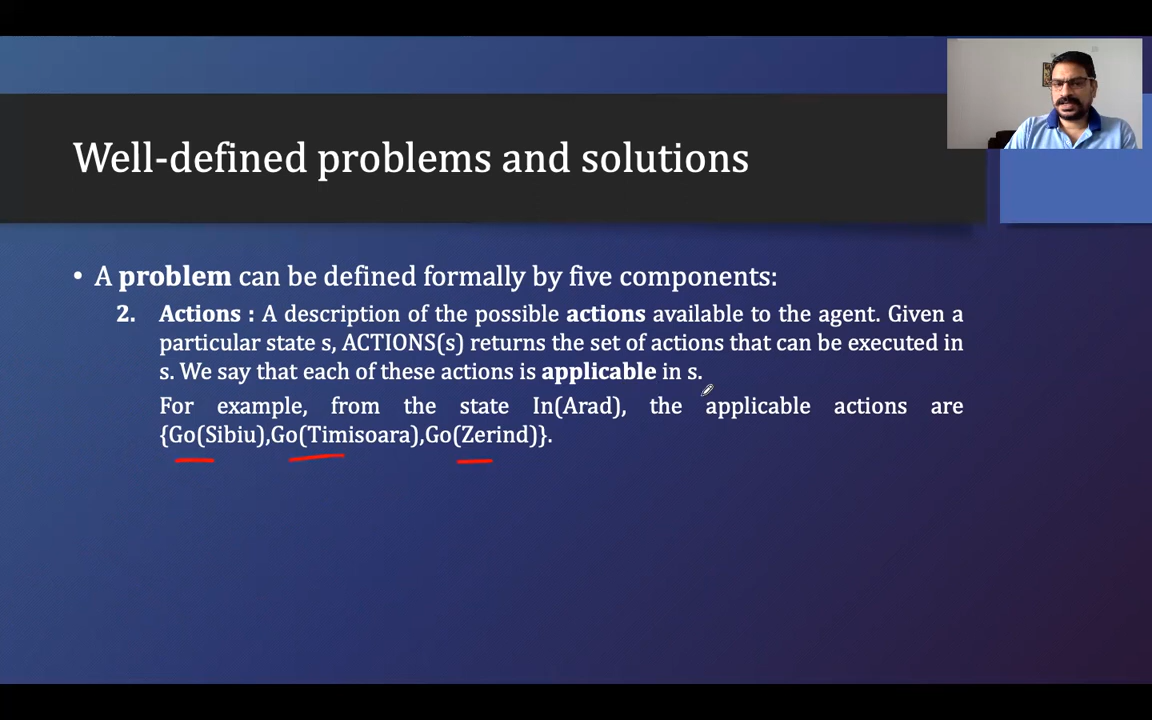 Well-defined problems and solutions
• A problem can be defined formally by five components:
2. Actions : A description of the possible actions available to the agent. Given a
particular state s, ACTIONS(s) returns the set of actions that can be executed in
s. We say that each of these actions is applicable in s.
For example, from the state In(Arad), the applicable actions are
{Go(Sibiu),Go(Timisoara),Go(Zerind)}.